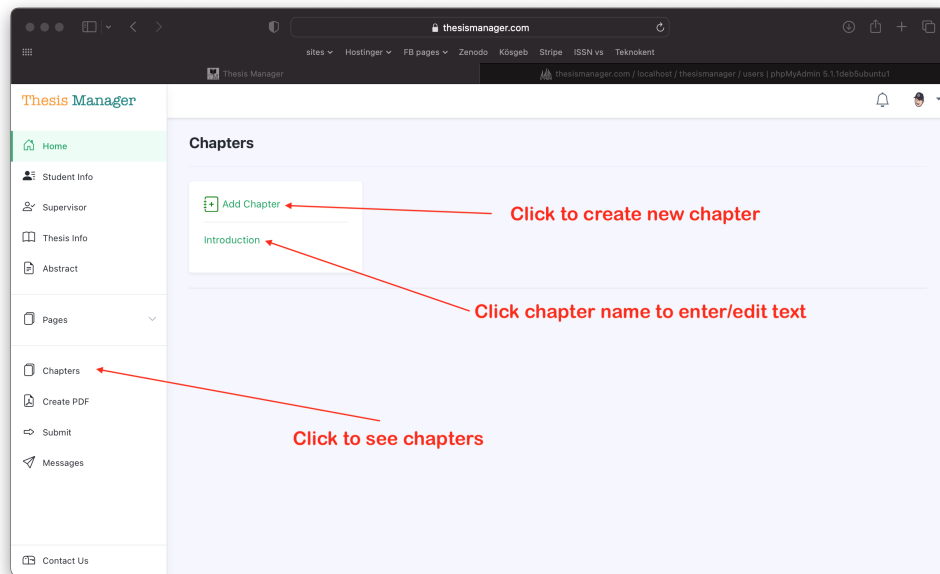 thesismanager.com
sites Hostinger FB pages Zenodo Kösgeb Stripe ISSN vs Teknokent
Thesis Manager
thesismanager.com / localhost / thesismanager / users | phpMyAdmin 5.1.1deb5ubuntu1
Thesis Manager
Home
Student Info
Supervisor
Thesis Info
Abstract
Pages
Chapters
Create PDF
Submit
Messages
Contact Us
Chapters
Add Chapter
Introduction
Click to create new chapter
Click chapter name to enter/edit text
Click to see chapters